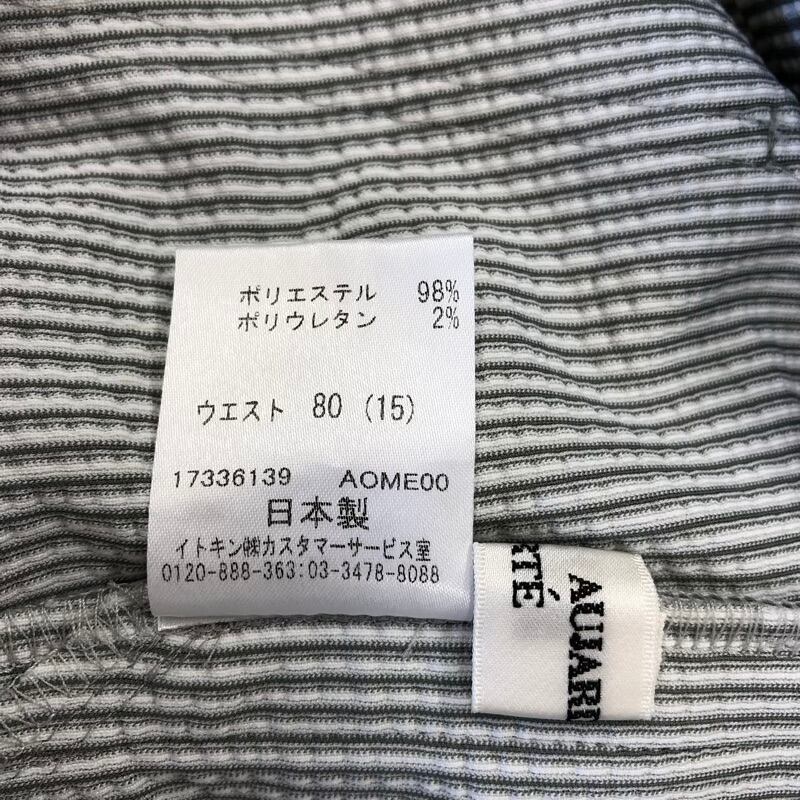 ポリエステル 98%
ポリウレタン 2%
ウエスト 80 (15)
17336139 AOME00
日本製
イトキン㈱カスタマーサービス室
0120-888-363:03-3478-8088